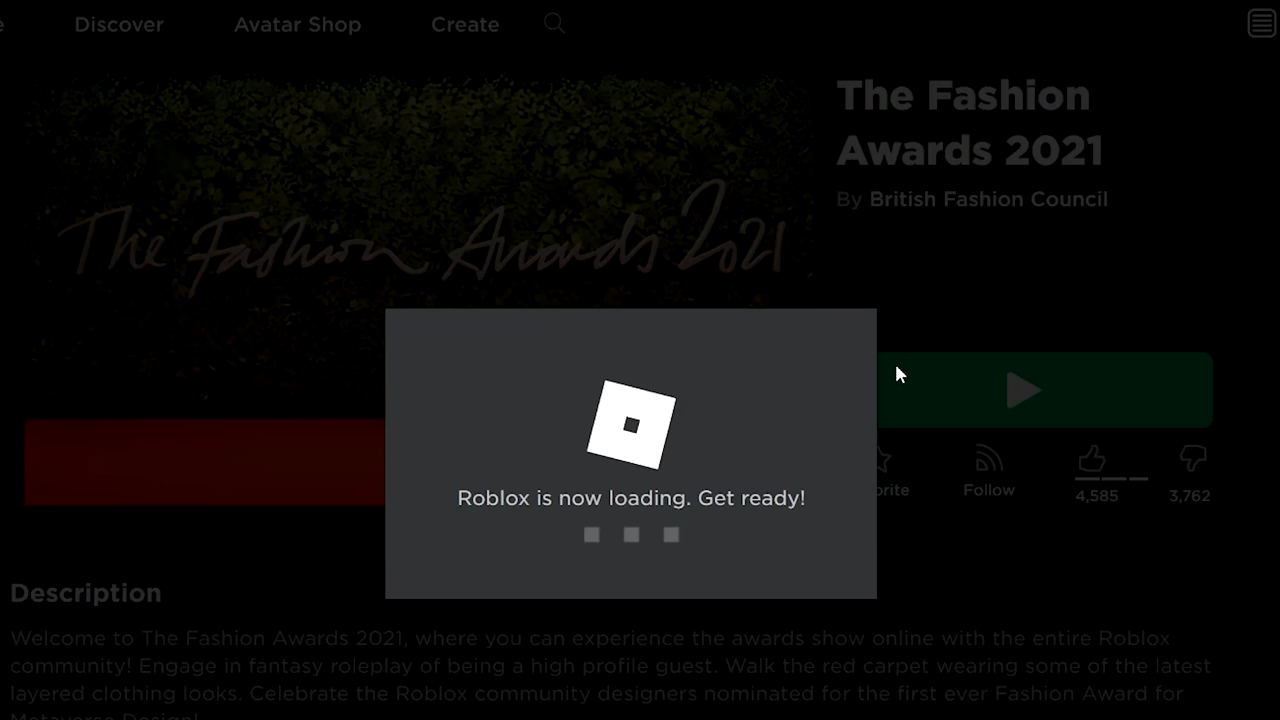 e
Discover
Avatar Shop
Create
The Fashion Awards 2021
The Fashion
Awards 2021
By British Fashion Council
Roblox is now loading. Get ready!
orite
Follow
4,585
3,762
Description
Welcome to The Fashion Awards 2021, where you can experience the awards show online with the entire Roblox
community! Engage in fantasy roleplay of being a high profile guest. Walk the red carpet wearing some of the latest
layered clothing looks. Celebrate the Roblox community designers nominated for the first ever Fashion Award for
Metaverse Design!